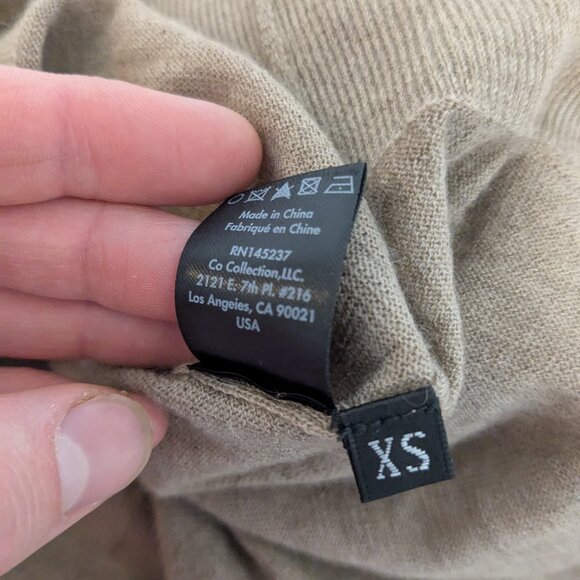 Made in China
Fabriqué en Chine
RN145237
Co Collection,LLC.
2121 E. 7th Pl. #216
Los Angeles, CA 90021
USA
XS